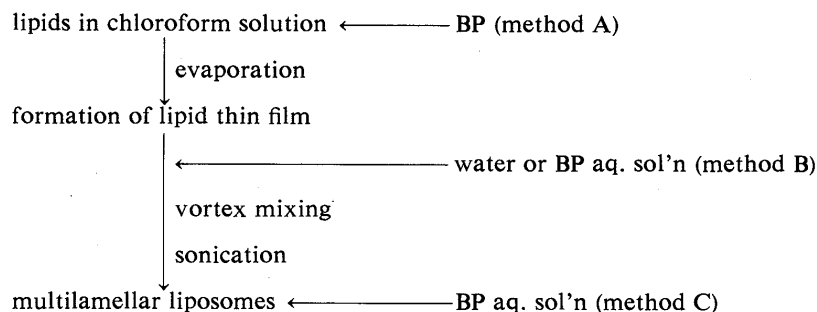 lipids in chloroform solution BP (method A)
evaporation
formation of lipid thin film
water or BP aq. sol'n (method B)
vortex mixing
sonication
multilamellar liposomes BP aq. sol'n (method C)